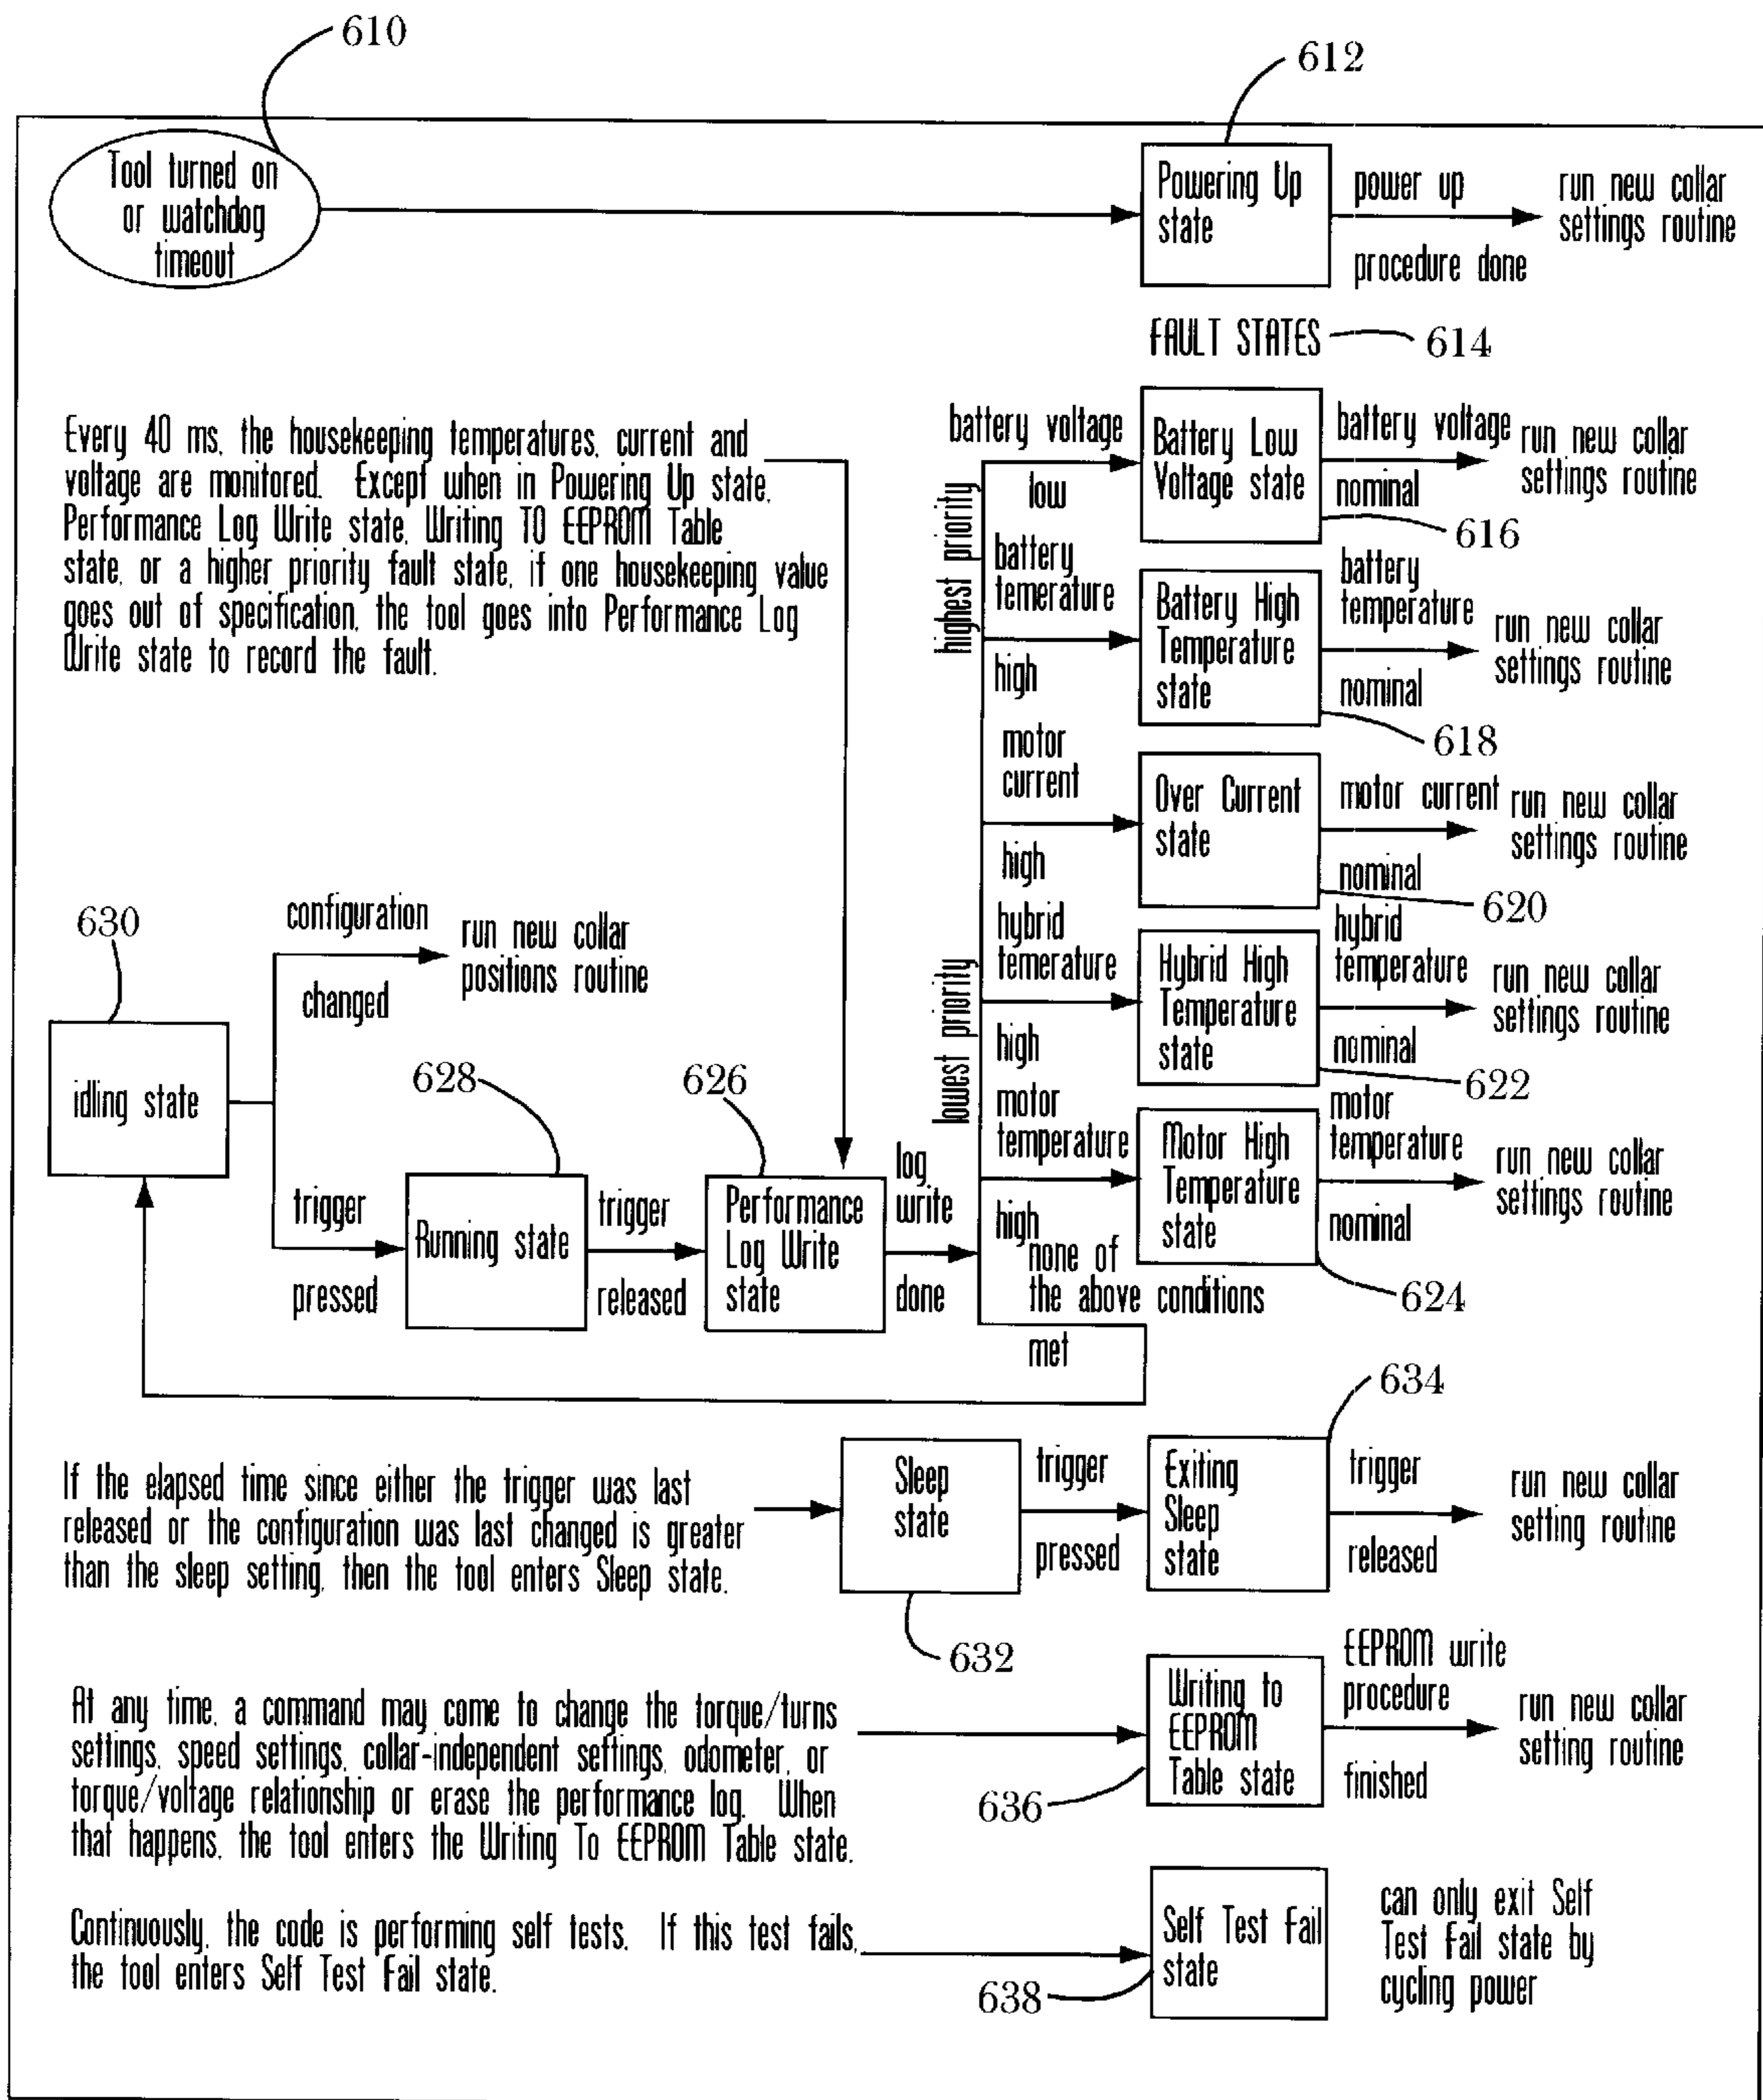 610
612
Tool turned on
or watchdog
timeout
Powering Up
state
power up
procedure done
run new collar
settings routine
FAULT STATES
614
Every 40 ms, the housekeeping temperatures, current and
voltage are monitored. Except when in Powering Up state,
Performance Log Write state, Writing TO EEPROM Table
state, or a higher priority fault state, if one housekeeping value
goes out of specification, the tool goes into Performance Log
Write state to record the fault.
highest priority
lowest priority
battery voltage
low
Battery Low
Voltage state
battery voltage
nominal
run new collar
settings routine
616
battery
temerature
high
Battery High
Temperature
state
battery
temperature
nominal
run new collar
settings routine
618
motor
current
high
Over Current
state
motor current
nominal
run new collar
settings routine
620
hybrid
temerature
high
Hybrid High
Temperature
state
hybrid
temperature
nominal
run new collar
settings routine
622
motor
temperature
high
Motor High
Temperature
state
motor
temperature
nominal
run new collar
settings routine
624
630
idling state
configuration
changed
run new collar
positions routine
trigger
pressed
628
Running state
trigger
released
626
Performance
Log Write
state
log
write
done
none of
the above conditions
met
If the elapsed time since either the trigger was last
released or the configuration was last changed is greater
than the sleep setting, then the tool enters Sleep state.
Sleep
state
632
trigger
pressed
634
Exiting
Sleep
state
trigger
released
run new collar
setting routine
At any time, a command may come to change the torque/turns
settings, speed settings, collar-independent settings, odometer, or
torque/voltage relationship or erase the performance log. When
that happens, the tool enters the Writing To EEPROM Table state.
636
Writing to
EEPROM
Table state
EEPROM write
procedure
finished
run new collar
setting routine
Continuously, the code is performing self tests. If this test fails,
the tool enters Self Test Fail state.
638
Self Test Fail
state
can only exit Self
Test Fail state by
cycling power